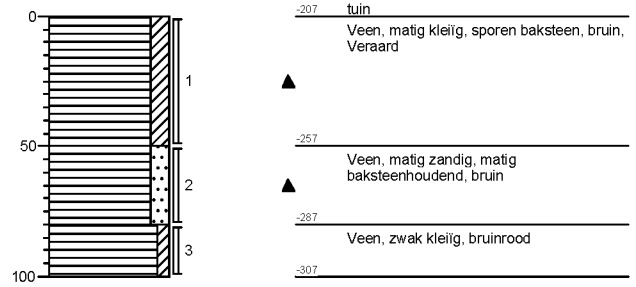 0
-207
tuin
Veen, matig kleiïg, sporen baksteen, bruin,
Veraard
1
50
-257
Veen, matig zandig, matig
baksteenhoudend, bruin
2
-287
Veen, zwak kleiïg, bruinrood
3
100
-307